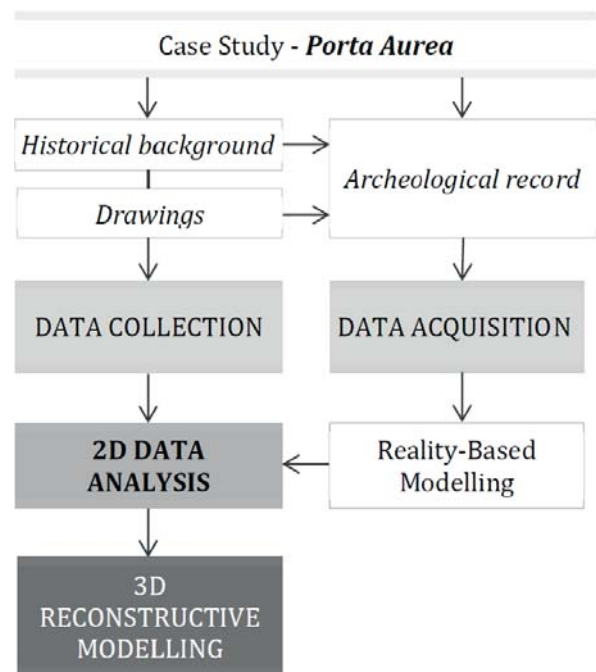 Case Study - Porta Aurea
Historical background
Archeological record
Drawings
DATA COLLECTION
DATA ACQUISITION
2D DATA
ANALYSIS
Reality-Based
Modelling
3D
RECONSTRUCTIVE
MODELLING